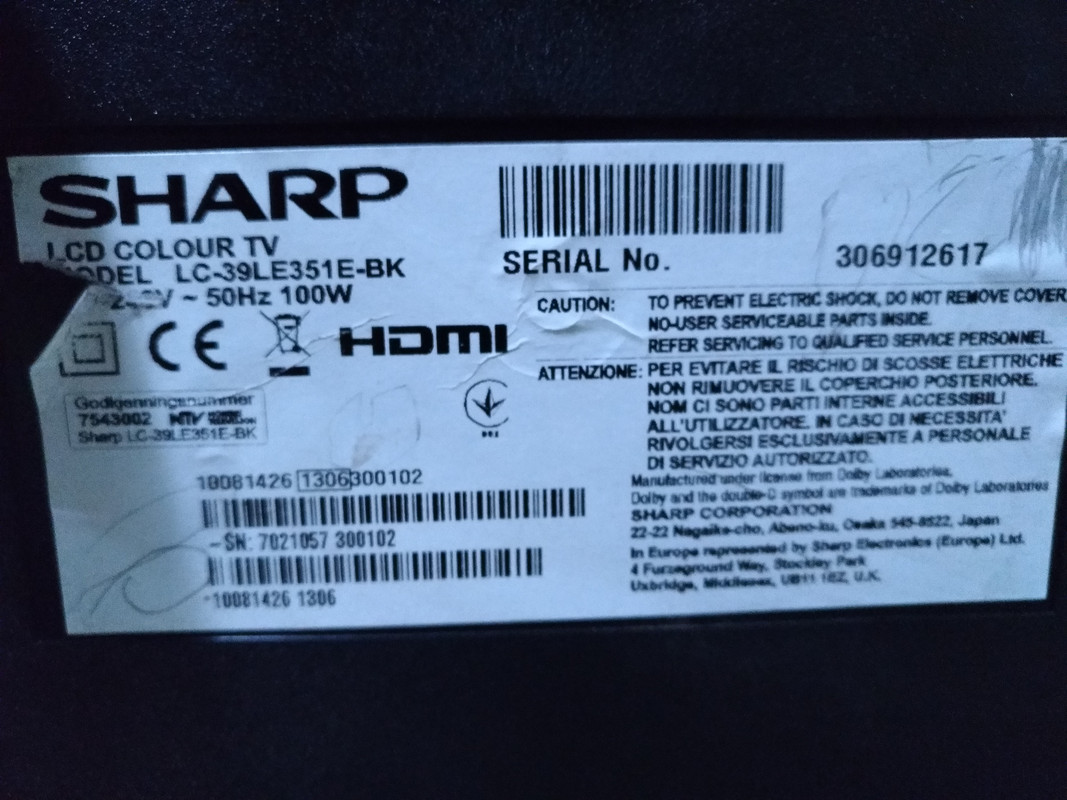 SHARP
LCD COLOUR TV
MODEL LC-39LE351E-BK
~ 50Hz 100W
CE
HDMI
Godkjenningsnummer
7543002 NTV
Sharp LC-39LE351E-BK
10081426 1306300102
-SN: 7021057 300102
10081426 1306
SERIAL No. 306912617
CAUTION: TO PREVENT ELECTRIC SHOCK, DO NOT REMOVE COVER
NO-USER SERVICEABLE PARTS INSIDE.
REFER SERVICING TO QUALIFIED SERVICE PERSONNEL.
ATTENZIONE: PER EVITARE IL RISCHIO DI SCOSSE ELETTRICHE
NON RIMUOVERE IL COPERCHIO POSTERIORE.
NOM CI SONO PARTI INTERNE ACCESSIBILI
ALL'UTILIZZATORE. IN CASO DI NECESSITA'
RIVOLGERSI ESCLUSIVAMENTE A PERSONALE
DI SERVIZIO AUTORIZZATO.
Manufactured under license from Dolby Laboratories.
Dolby and the double-D symbol are trademarks of Dolby Laboratories
SHARP CORPORATION
22-22 Nagaike-cho, Abeno-ku, Osaka 545-8522, Japan
In Europe represented by Sharp Electronics (Europe) Ltd.
4 Furzeground Way, Stockley Park
Uxbridge, Middlesex, UB11 1EZ, U.K.